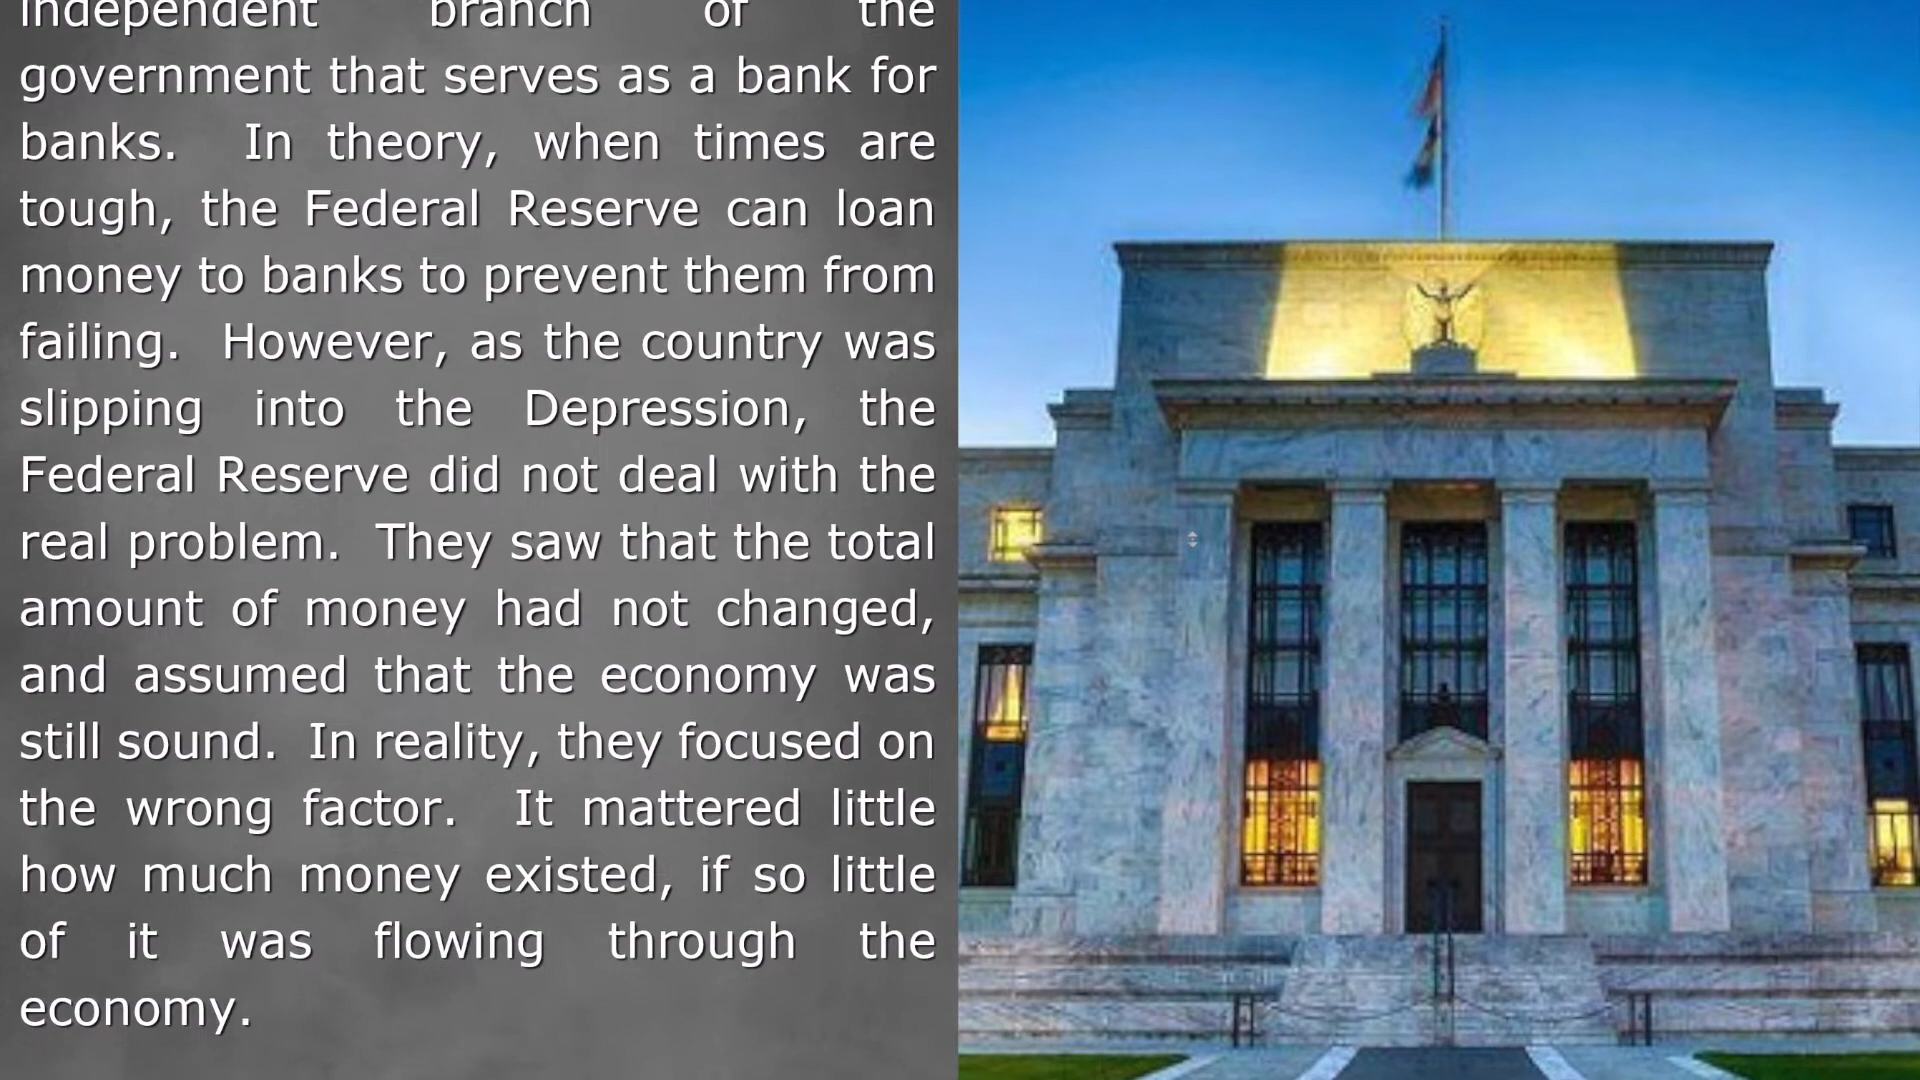 independent branch of the
government that serves as a bank for
banks. In theory, when times are
tough, the Federal Reserve can loan
money to banks to prevent them from
failing. However, as the country was
slipping into the Depression, the
Federal Reserve did not deal with the
real problem. They saw that the total
amount of money had not changed,
and assumed that the economy was
still sound. In reality, they focused on
the wrong factor. It mattered little
how much money existed, if so little
of it was flowing through the
economy.